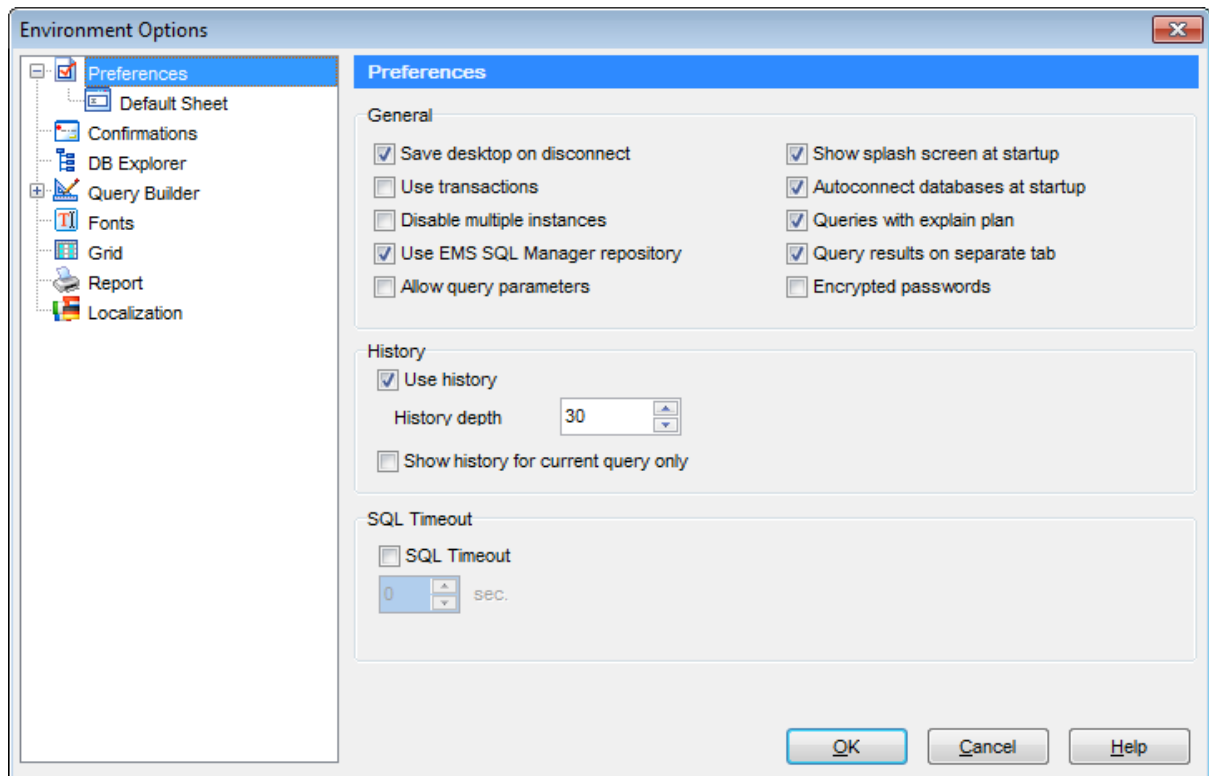 Environment Options
Preferences
Default Sheet
Confirmations
DB Explorer
Query Builder
Fonts
Grid
Report
Localization
Preferences
General
Save desktop on disconnect
Use transactions
Disable multiple instances
Use EMS SQL Manager repository
Allow query parameters
Show splash screen at startup
Autoconnect databases at startup
Queries with explain plan
Query results on separate tab
Encrypted passwords
History
Use history
History depth 30
Show history for current query only
SQL Timeout
SQL Timeout
0 sec.
OK Cancel Help